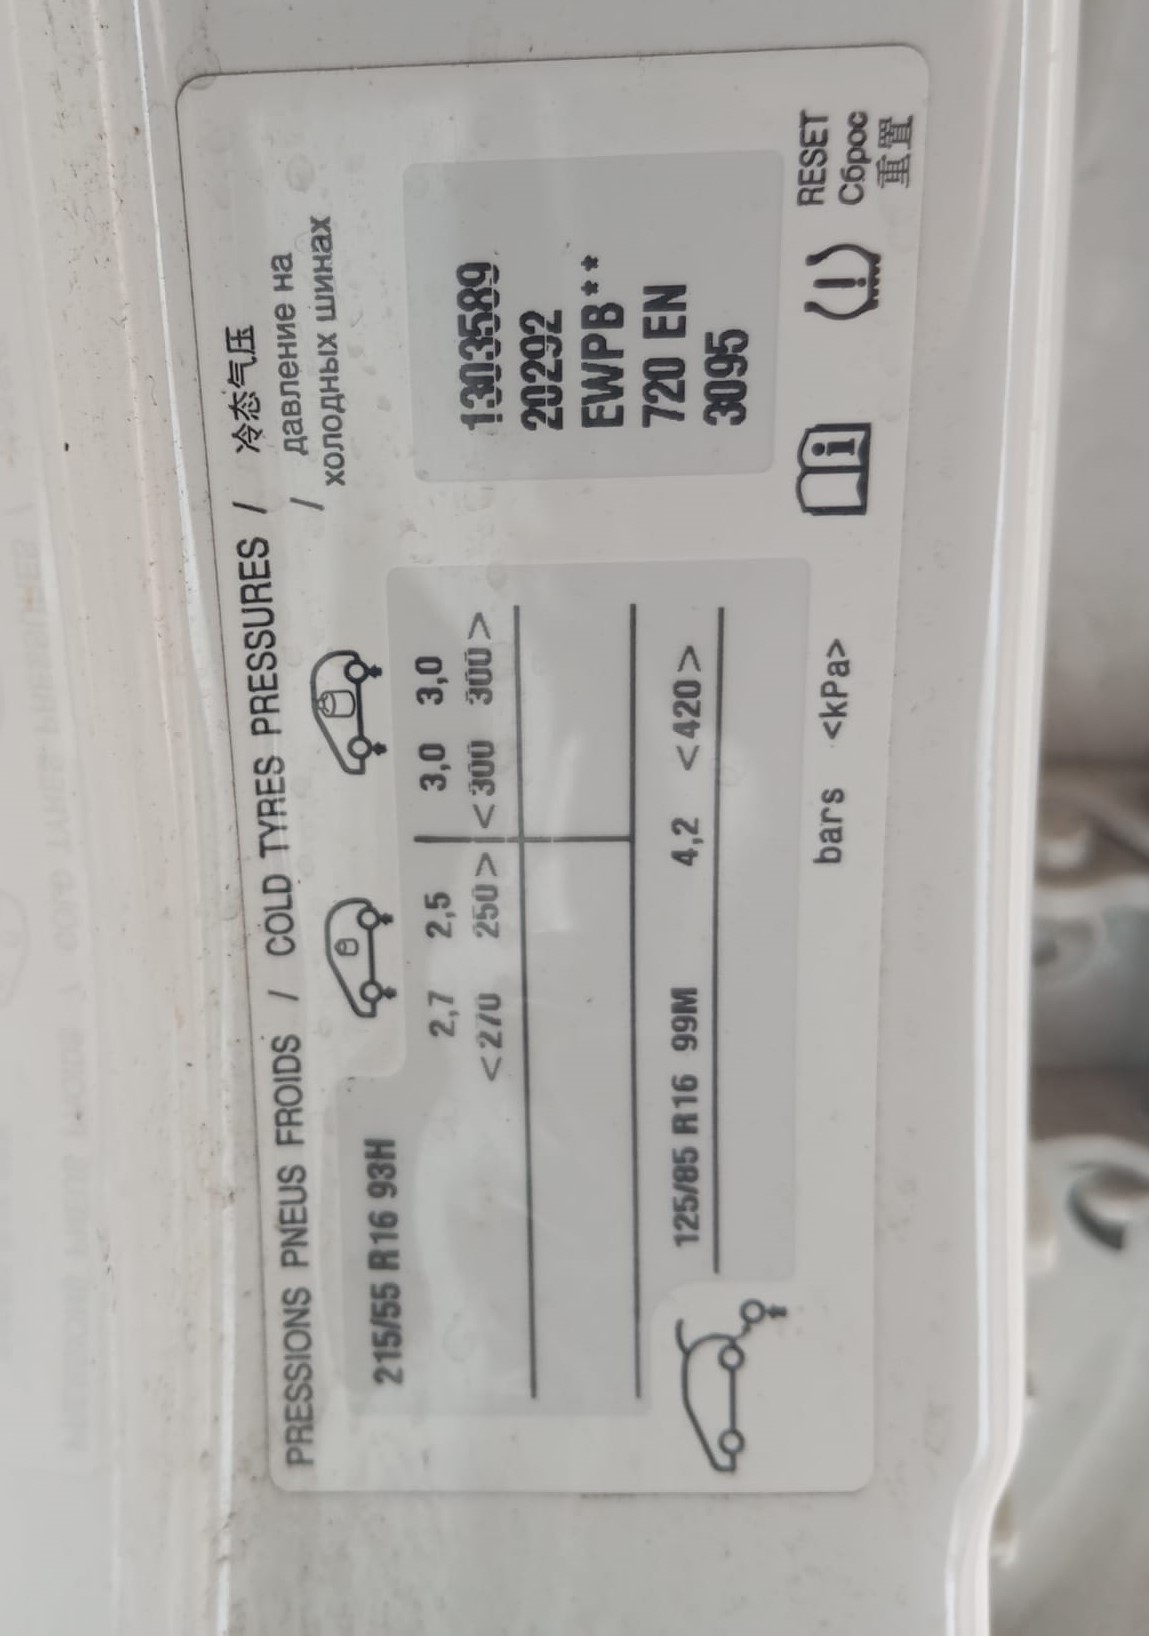 PRESSIONS PNEUS FROIDS / COLD TYRES PRESSURES / 冷态气压
/ давление на
холодных шинах
215/55 R16 93H
2,7 2,5 3,0 3,0
<270 250> <300 300>
125/85 R16 99M 4,2 <420>
bars <kPa>
1303589
20292
EWPB**
720 EN
3095
RESET
Сброс
重置